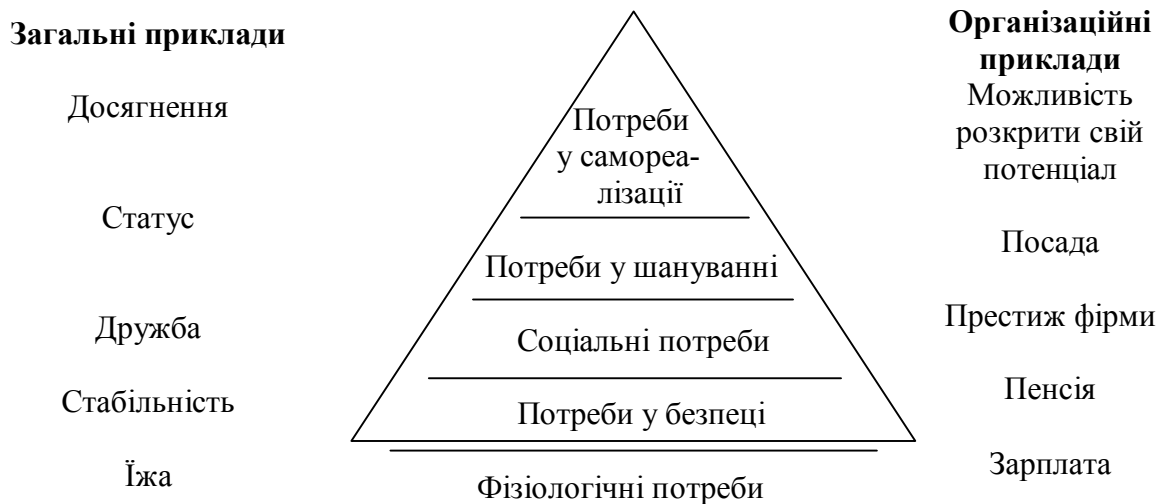 Загальні приклади
Досягнення
Статус
Дружба
Стабільність
Їжа
Потреби
у самореа-
лізації
Потреби у шануванні
Соціальні потреби
Потреби у безпеці
Фізіологічні потреби
Організаційні
приклади
Можливість
розкрити свій
потенціал
Посада
Престиж фірми
Пенсія
Зарплата